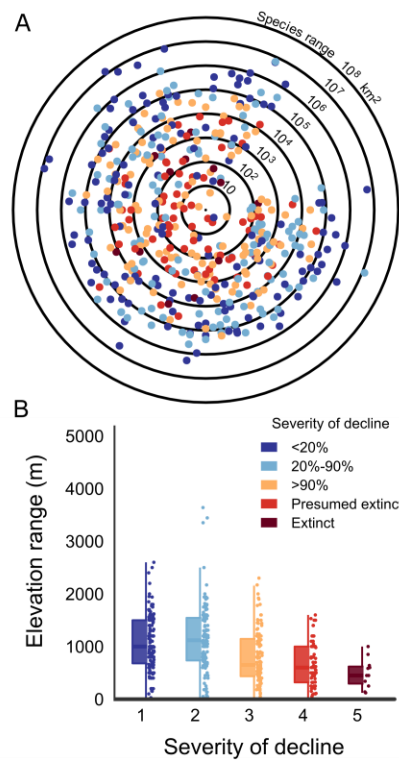 A
Species range 10⁸ km²
10⁷
10⁶
10⁵
10⁴
10³
10²
10
B
Severity of decline
<20%
20%-90%
>90%
Presumed extinct
Extinct
Elevation range (m)
5000
4000
3000
2000
1000
0
1 2 3 4 5
Severity of decline